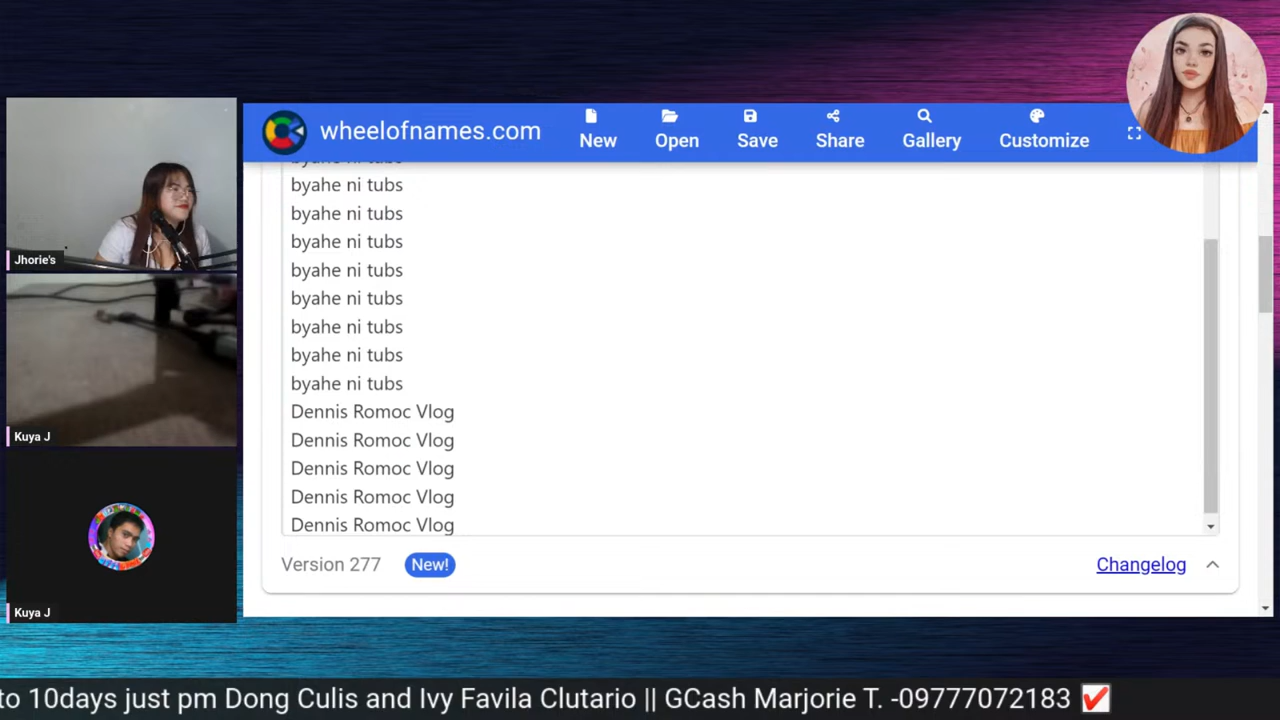 wheelofnames.com
New
Open
Save
Share
Gallery
Customize
byahe ni tubs
byahe ni tubs
byahe ni tubs
byahe ni tubs
byahe ni tubs
byahe ni tubs
byahe ni tubs
byahe ni tubs
byahe ni tubs
Dennis Romoc Vlog
Dennis Romoc Vlog
Dennis Romoc Vlog
Dennis Romoc Vlog
Dennis Romoc Vlog
Version 277 New! Changelog
Jhorie's
Kuya J
Kuya J
to 10days just pm Dong Culis and Ivy Favila Clutario || GCash Marjorie T. -09777072183